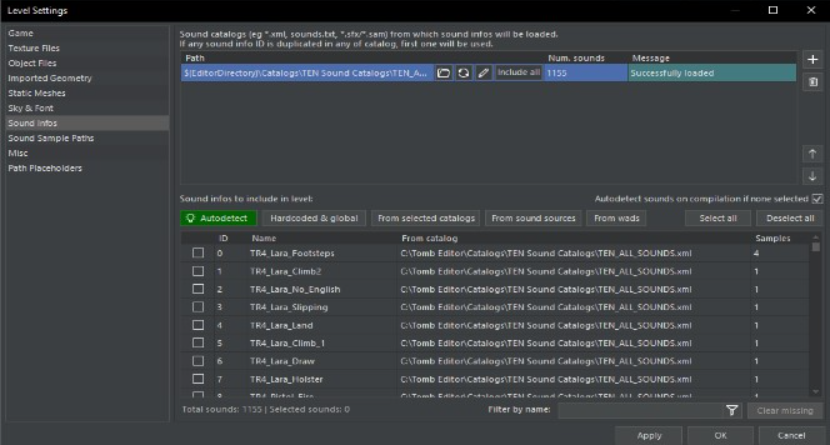 Level Settings
Game
Texture Files
Object Files
Imported Geometry
Static Meshes
Sky & Font
Sound Infos
Sound Sample Paths
Misc
Path Placeholders
Sound catalogs (eg *.xml, sounds.txt, *.sfx/*.sam) from which sound infos will be loaded.
If any sound info ID is duplicated in any of catalog, first one will be used.
Path Num. sounds Message
$(EditorDirectory)\Catalogs\TEN Sound Catalogs\TEN_A... Include all 1155 Successfully loaded
Sound infos to include in level: Autodetect sounds on compilation if none selected
Autodetect Hardcoded & global From selected catalogs From sound sources From wads Select all Deselect all
ID Name From catalog Samples
0 TR4_Lara_Footsteps C:\Tomb Editor\Catalogs\TEN Sound Catalogs\TEN_ALL_SOUNDS.xml 4
1 TR4_Lara_Climb2 C:\Tomb Editor\Catalogs\TEN Sound Catalogs\TEN_ALL_SOUNDS.xml 1
2 TR4_Lara_No_English C:\Tomb Editor\Catalogs\TEN Sound Catalogs\TEN_ALL_SOUNDS.xml 1
3 TR4_Lara_Slipping C:\Tomb Editor\Catalogs\TEN Sound Catalogs\TEN_ALL_SOUNDS.xml 1
4 TR4_Lara_Land C:\Tomb Editor\Catalogs\TEN Sound Catalogs\TEN_ALL_SOUNDS.xml 1
5 TR4_Lara_Climb_1 C:\Tomb Editor\Catalogs\TEN Sound Catalogs\TEN_ALL_SOUNDS.xml 1
6 TR4_Lara_Draw C:\Tomb Editor\Catalogs\TEN Sound Catalogs\TEN_ALL_SOUNDS.xml 1
7 TR4_Lara_Holster C:\Tomb Editor\Catalogs\TEN Sound Catalogs\TEN_ALL_SOUNDS.xml 1
Total sounds: 1155 | Selected sounds: 0 Filter by name: Clear missing
Apply OK Cancel